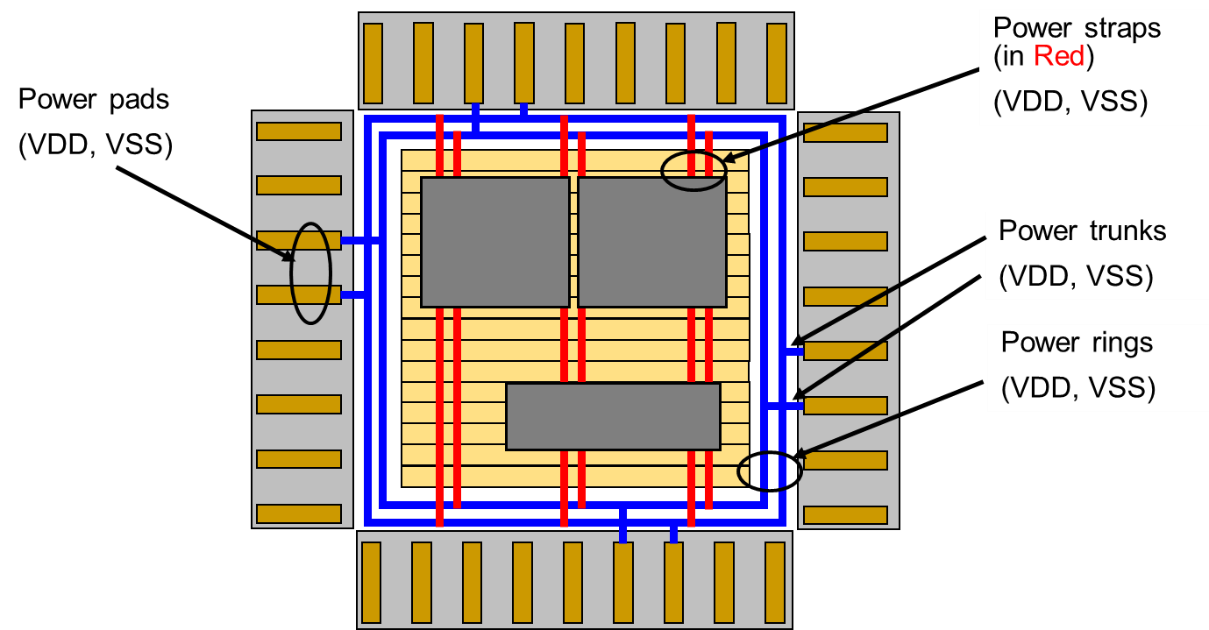 Power straps
(in Red)
(VDD, VSS)
Power pads
(VDD, VSS)
Power trunks
(VDD, VSS)
Power rings
(VDD, VSS)